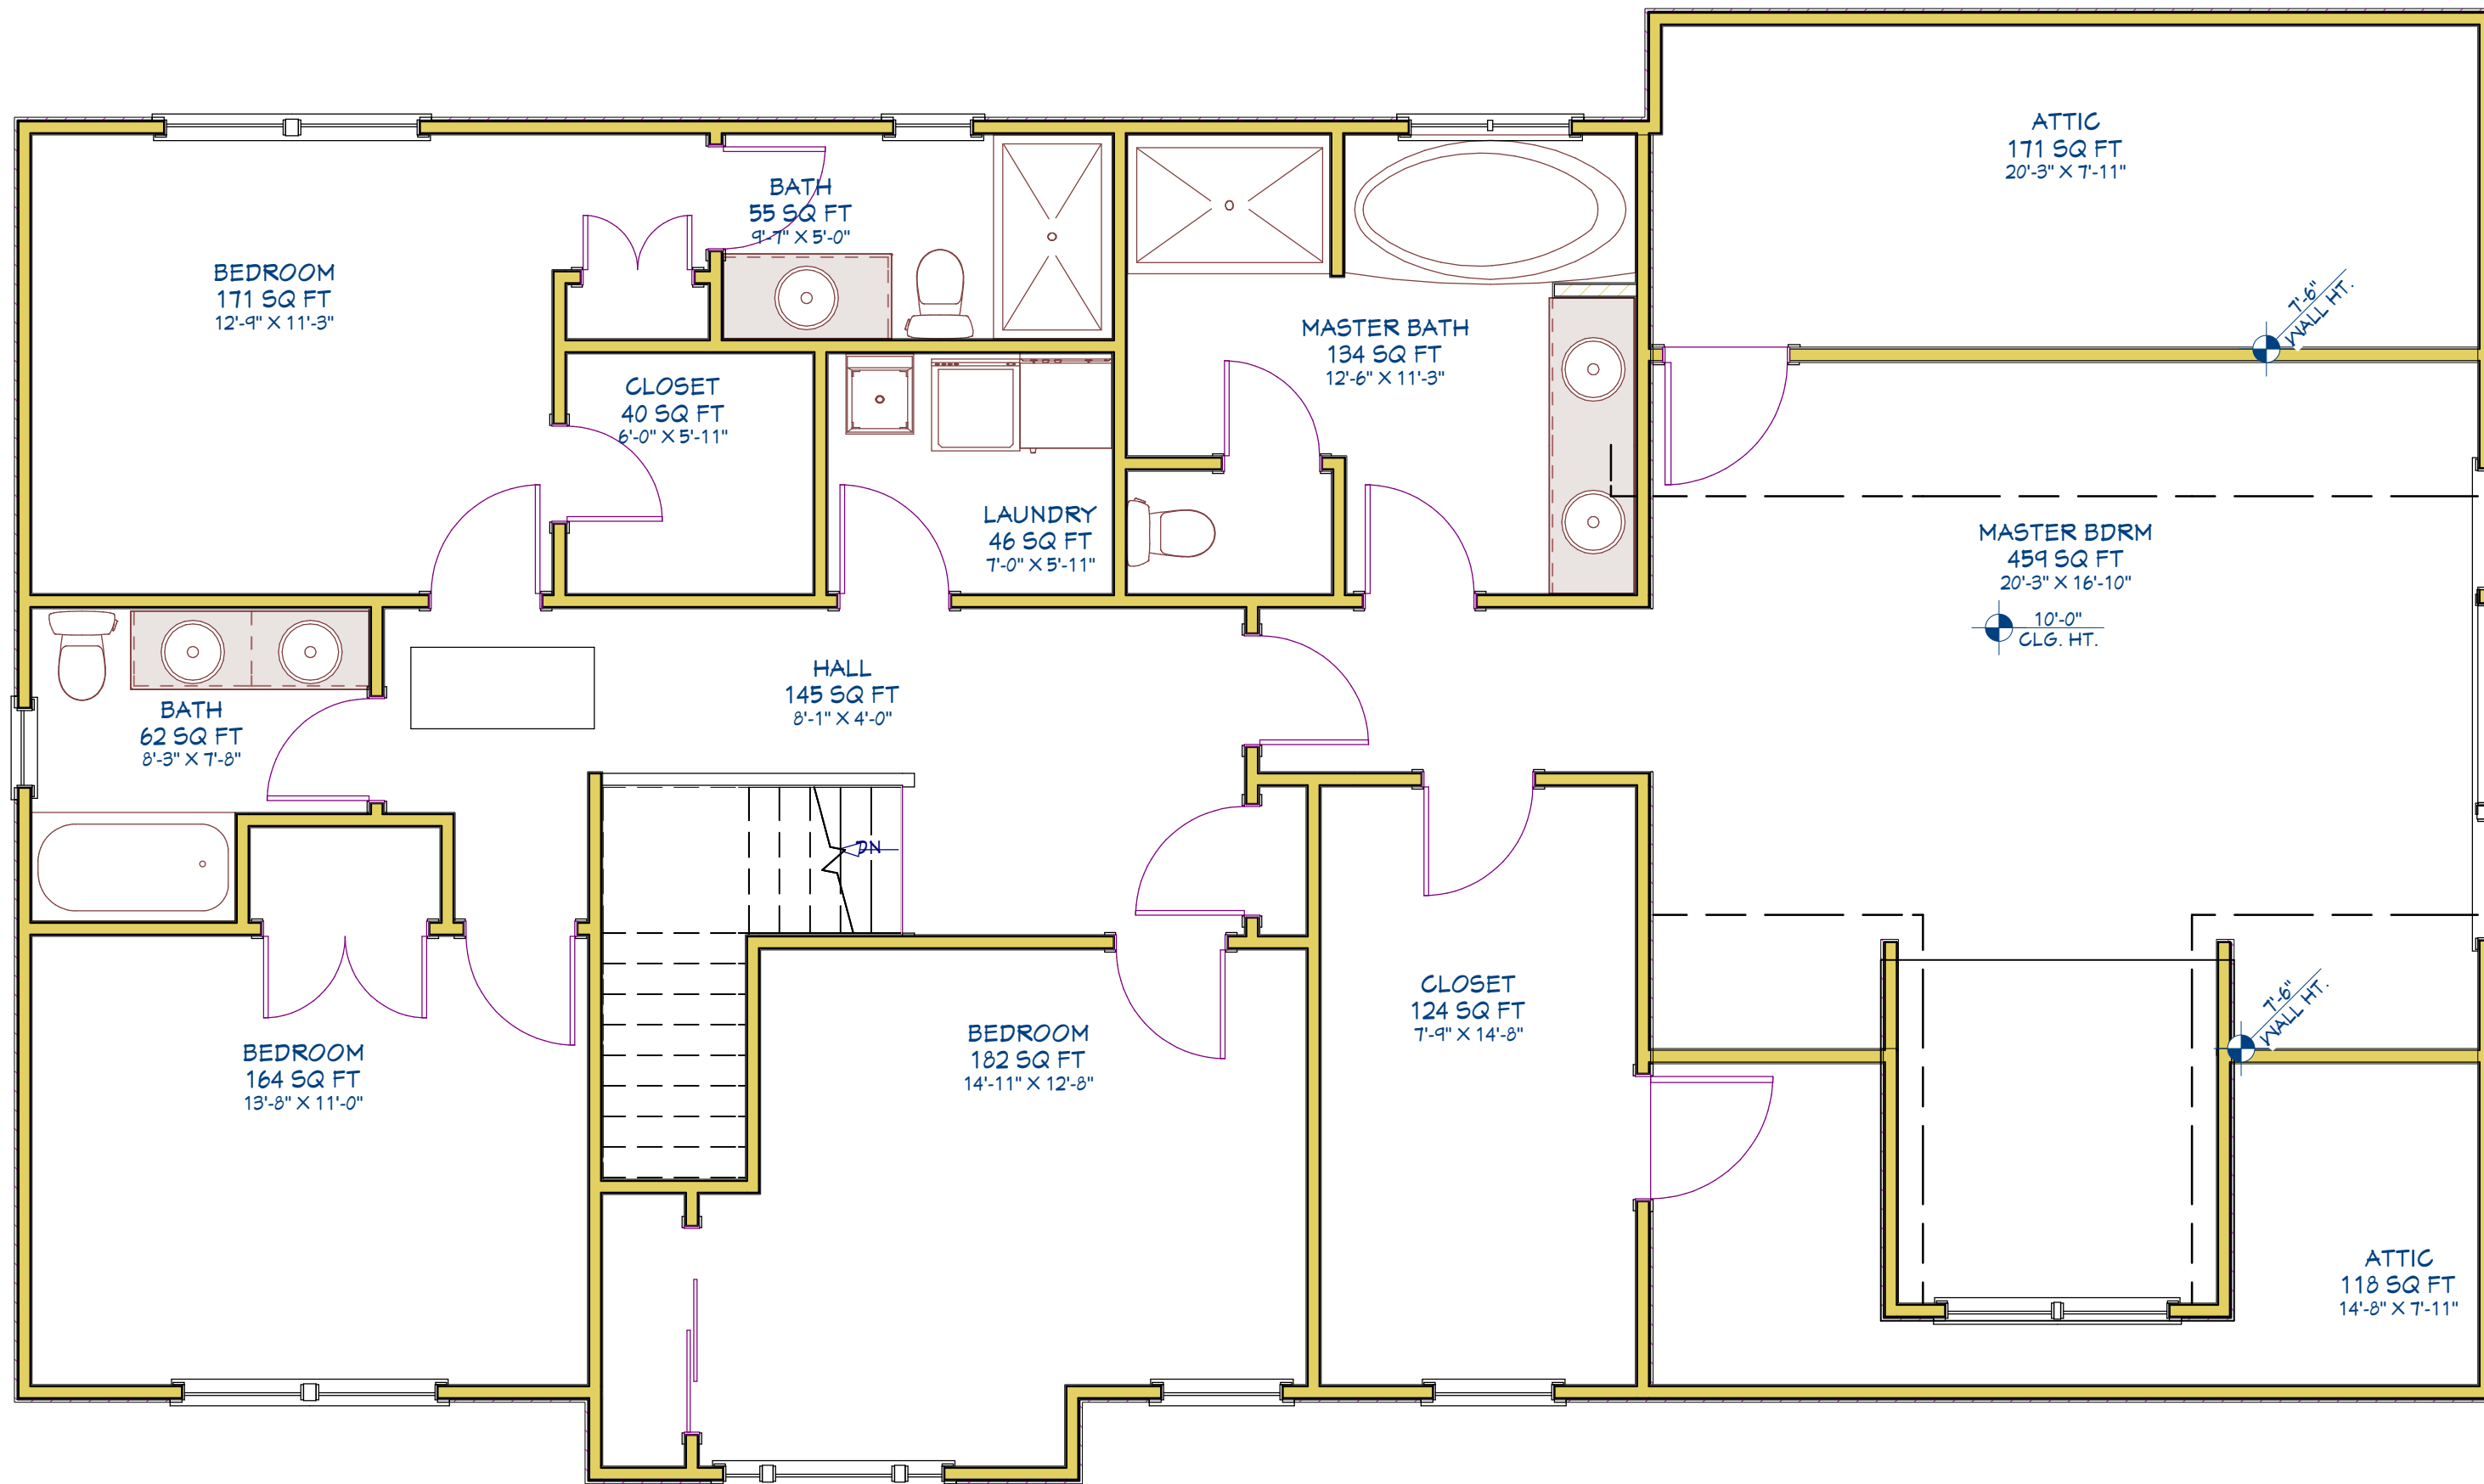 ATTIC
171 SQ FT
20'-3" X 7'-11"
BATH
55 SQ FT
9'-7" X 5'-0"
BEDROOM
171 SQ FT
12'-9" X 11'-3"
7'-6"
WALL HT.
MASTER BATH
134 SQ FT
12'-6" X 11'-3"
CLOSET
40 SQ FT
6'-0" X 5'-11"
LAUNDRY
46 SQ FT
7'-0" X 5'-11"
MASTER BDRM
459 SQ FT
20'-3" X 16'-10"
10'-0"
CLG. HT.
HALL
145 SQ FT
8'-1" X 4'-0"
BATH
62 SQ FT
8'-3" X 7'-8"
DN
CLOSET
124 SQ FT
7'-9" X 14'-8"
7'-6"
WALL HT.
BEDROOM
182 SQ FT
14'-11" X 12'-8"
BEDROOM
164 SQ FT
13'-8" X 11'-0"
ATTIC
118 SQ FT
14'-8" X 7'-11"